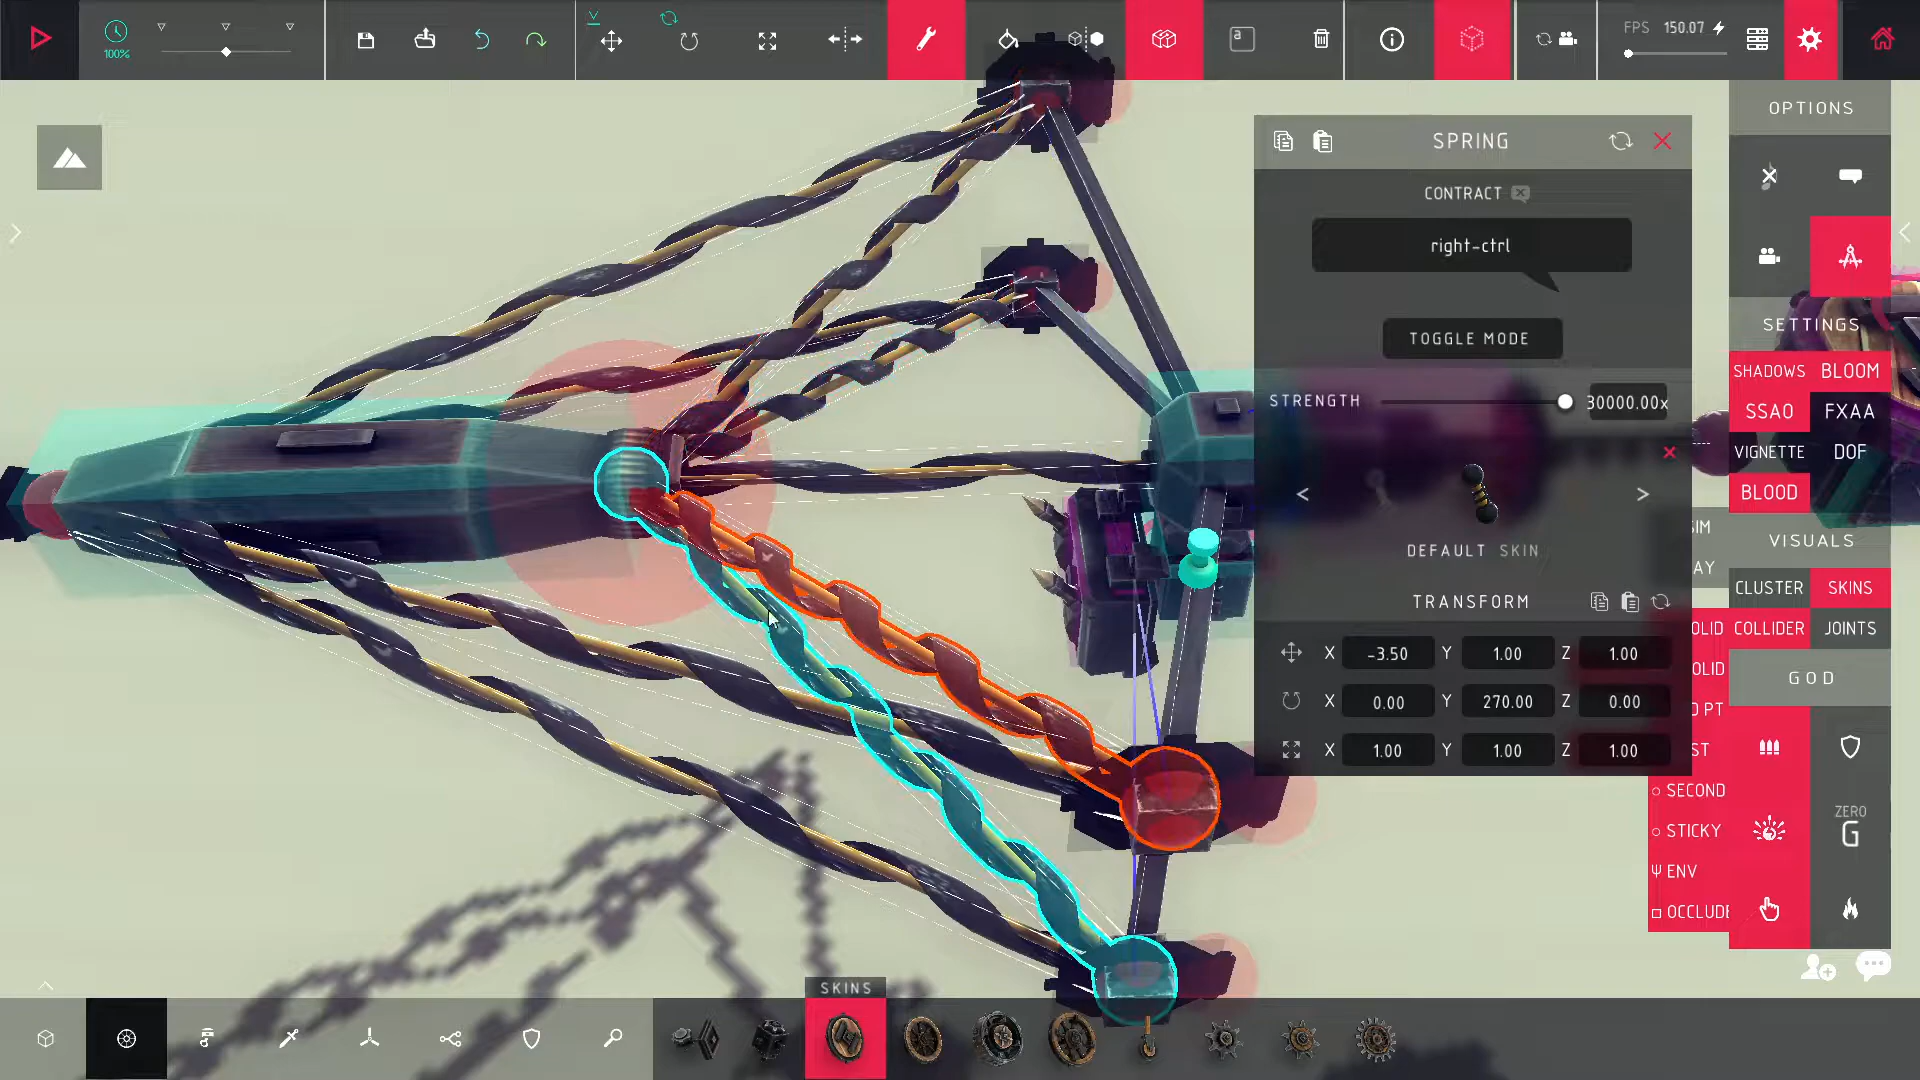 100%
V
a
FPS 150.07
OPTIONS
SPRING
CONTRACT
right-ctrl
TOGGLE MODE
STRENGTH 30000.00x
< >
DEFAULT SKIN
TRANSFORM
X -3.50 Y 1.00 Z 1.00
X 0.00 Y 270.00 Z 0.00
X 1.00 Y 1.00 Z 1.00
SETTINGS
SHADOWS BLOOM
SSAO FXAA
VIGNETTE DOF
BLOOD
VISUALS
CLUSTER SKINS
COLLIDER JOINTS
GOD
ZERO
G
SECOND
STICKY
ENV
OCCLUDE
SKINS